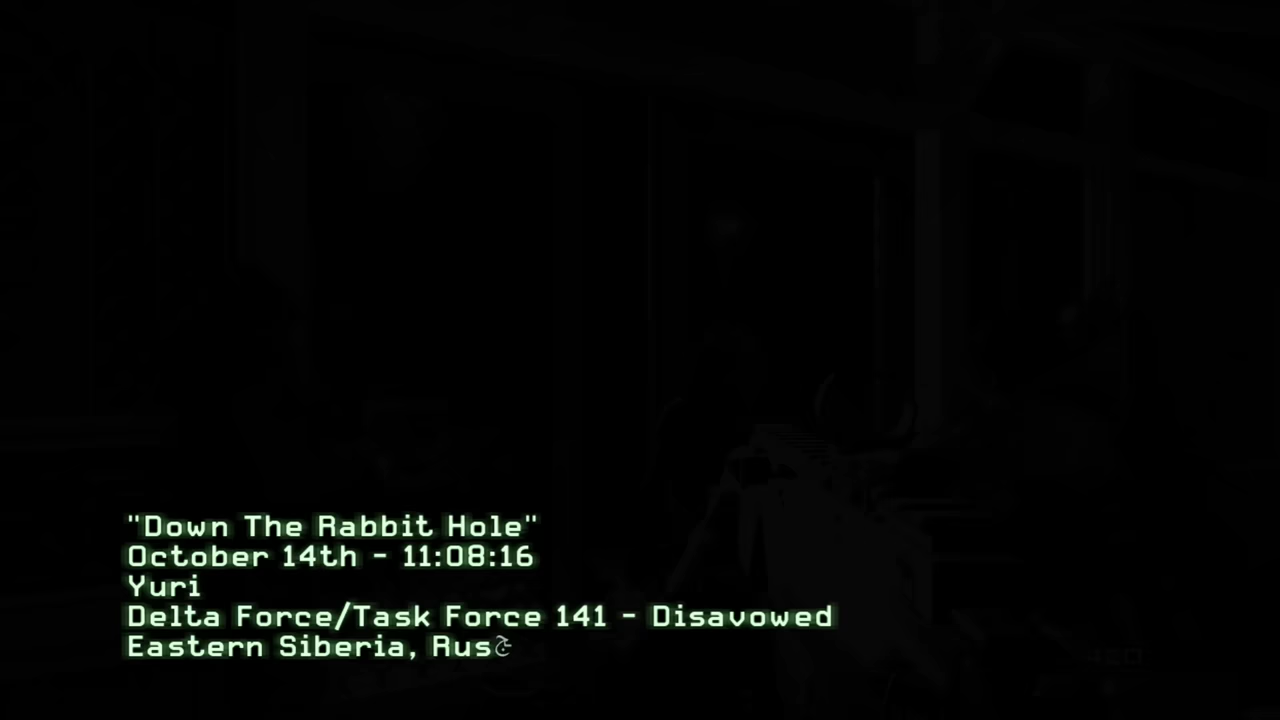 "Down The Rabbit Hole"
October 14th - 11:08:16
Yuri
Delta Force/Task Force 141 - Disavowed
Eastern Siberia, Rus